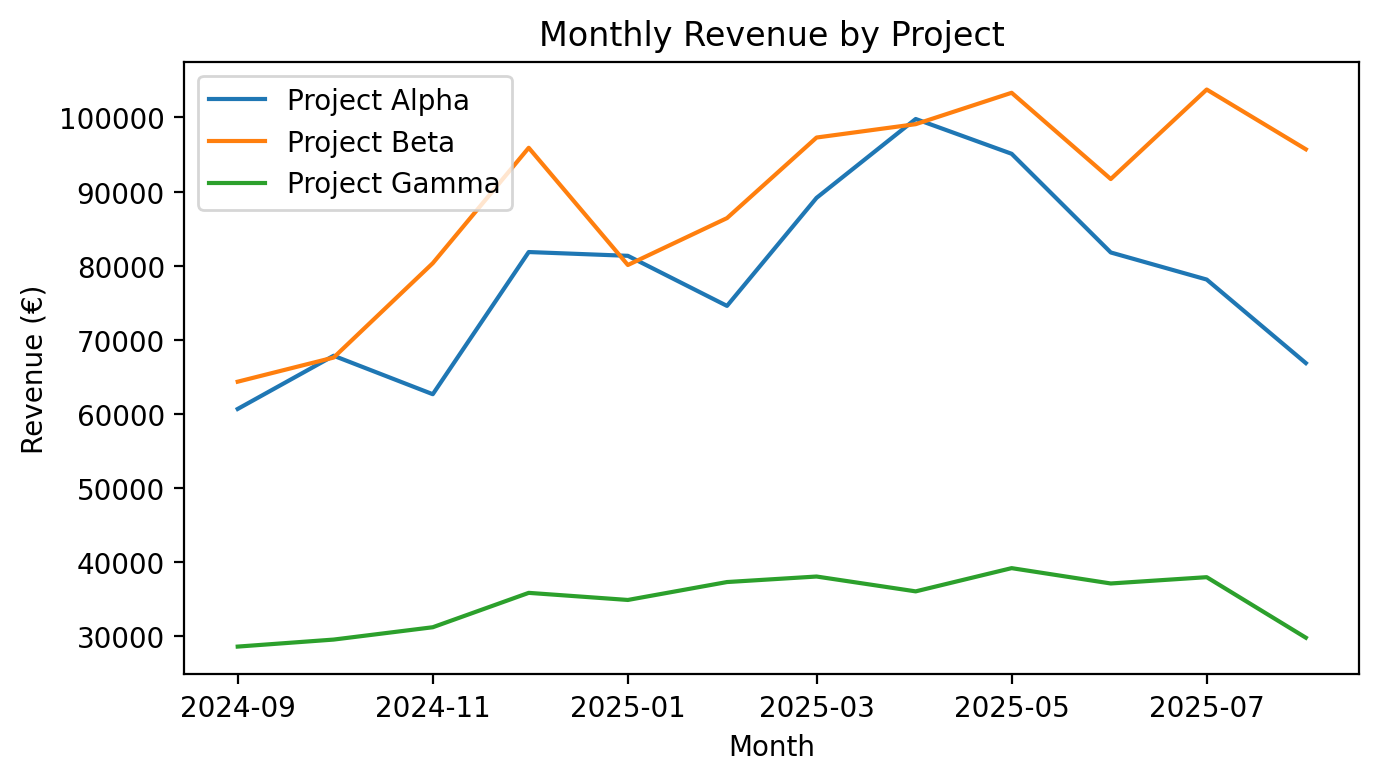 Monthly Revenue by Project
Project Alpha
Project Beta
Project Gamma
100000
90000
80000
70000
60000
50000
40000
30000
Revenue (€)
2024-09 2024-11 2025-01 2025-03 2025-05 2025-07
Month